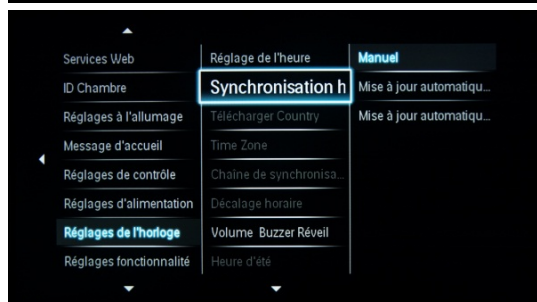 Services Web
ID Chambre
Réglages à l'allumage
Message d'accueil
Réglages de contrôle
Réglages d'alimentation
Réglages de l'horloge
Réglages fonctionnalité
Réglage de l'heure
Synchronisation h
Télécharger Country
Time Zone
Chaîne de synchronisa...
Décalage horaire
Volume Buzzer Réveil
Heure d'été
Manuel
Mise à jour automatiqu...
Mise à jour automatiqu...